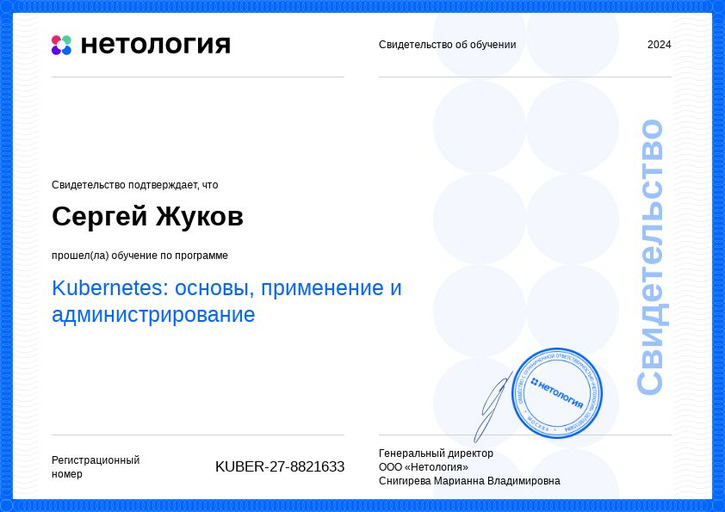 нетология
Свидетельство об обучении
2024
Свидетельство подтверждает, что
Сергей Жуков
прошел(ла) обучение по программе
Kubernetes: основы, применение и
администрирование
Свидетельство
нетология
Регистрационный
номер
KUBER-27-8821633
Генеральный директор
ООО «Нетология»
Снигирева Марианна Владимировна